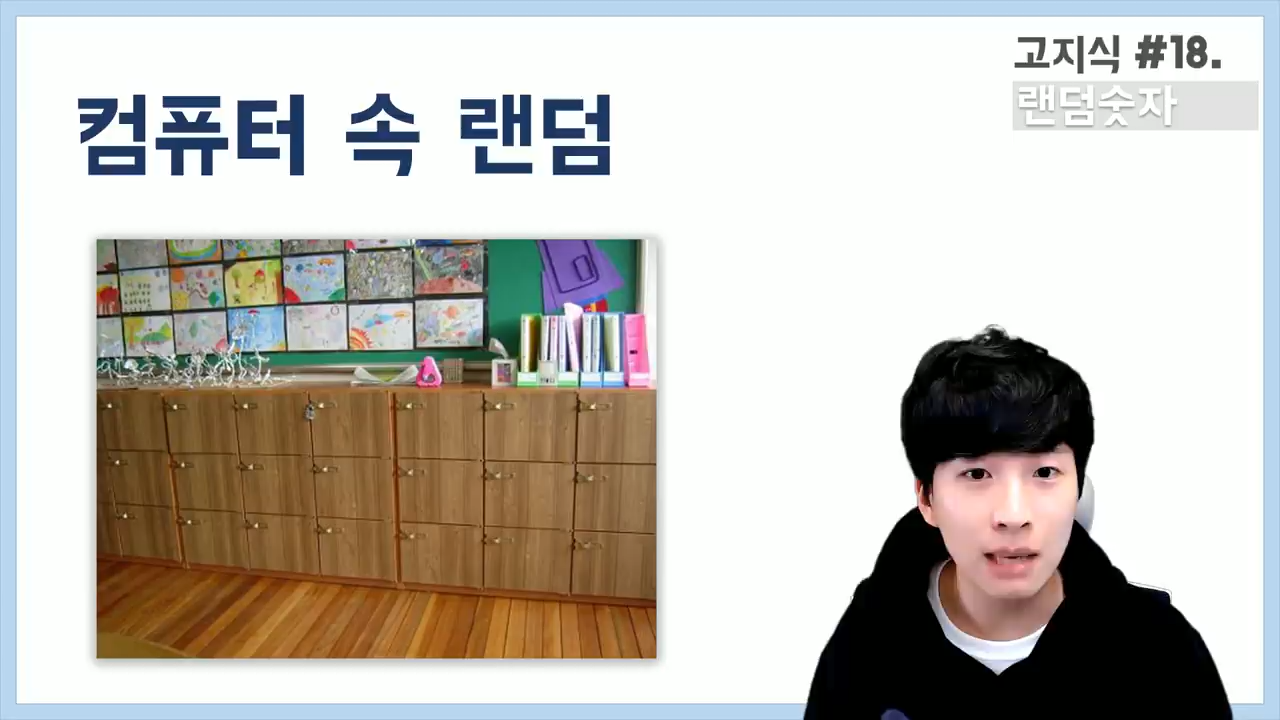 고지식 #18.
랜덤숫자
컴퓨터 속 랜덤